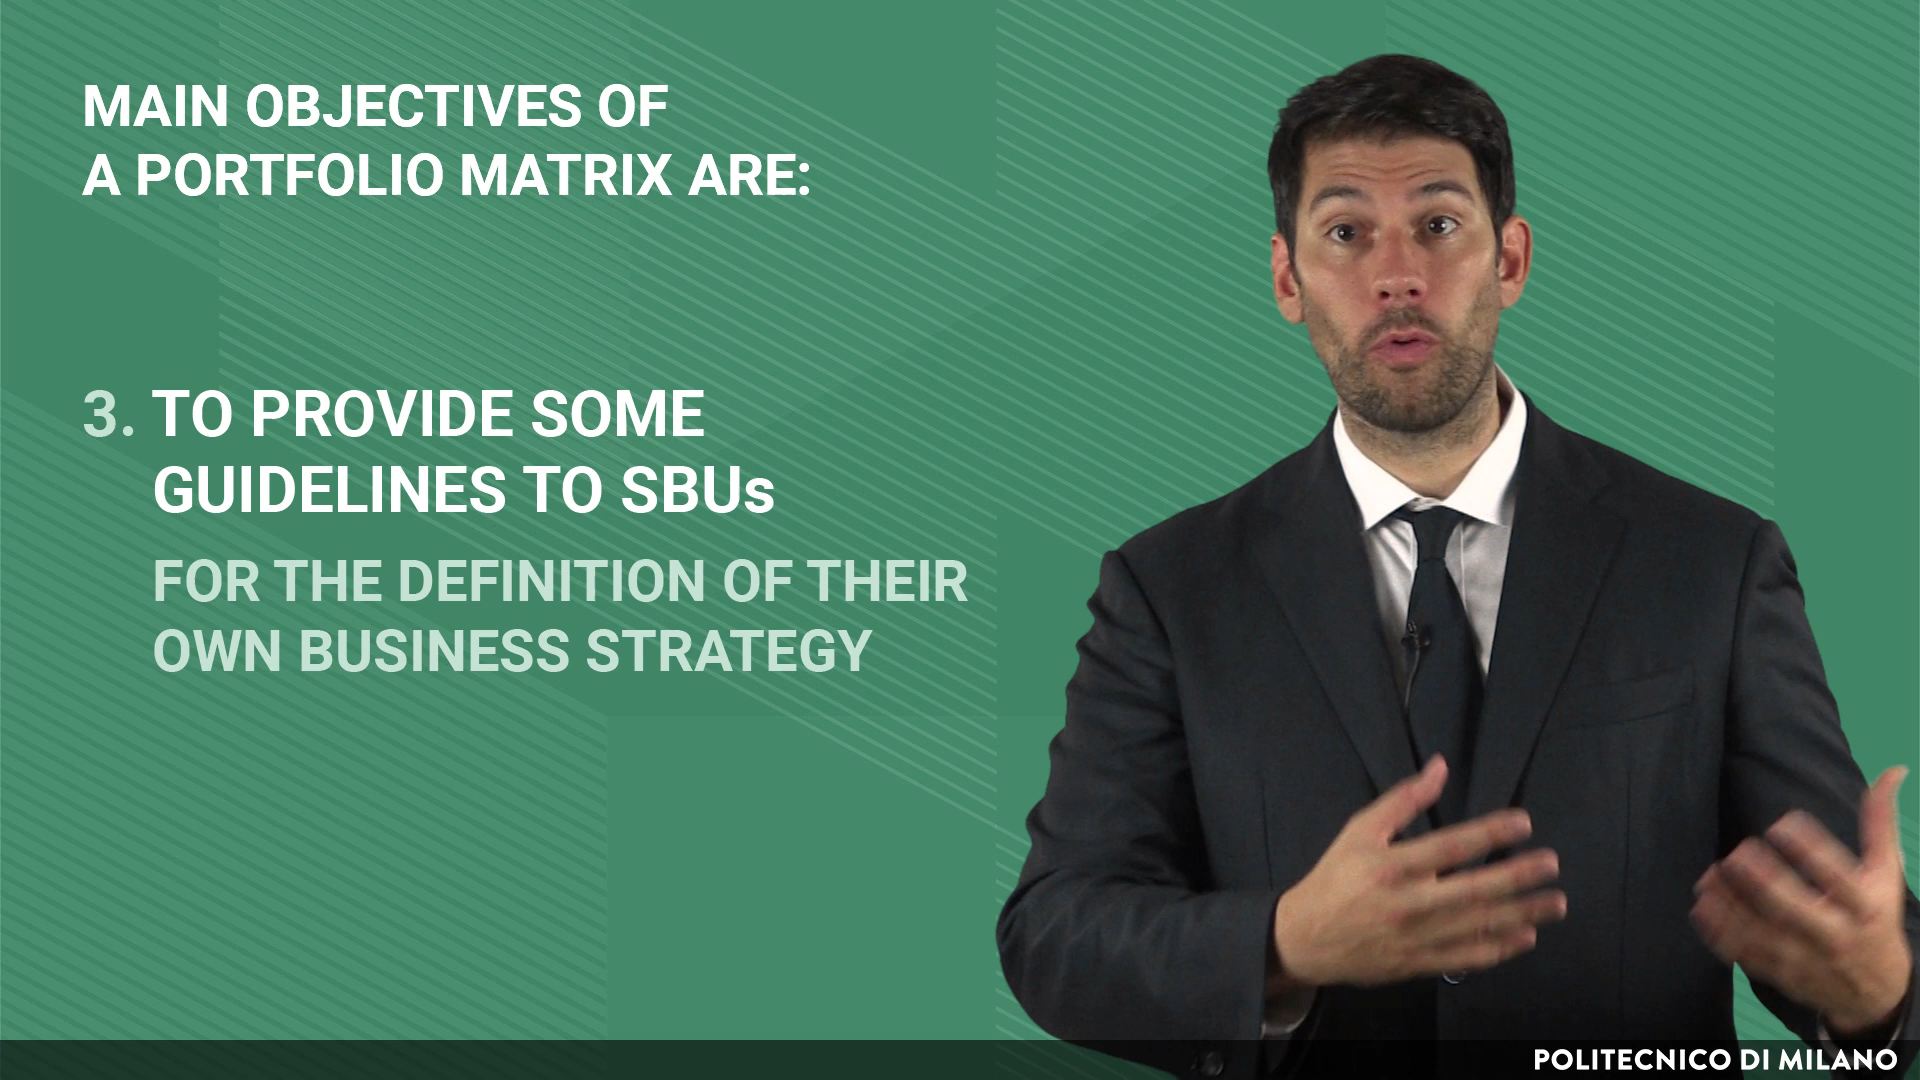 MAIN OBJECTIVES OF
A PORTFOLIO MATRIX ARE:
3. TO PROVIDE SOME
GUIDELINES TO SBUs
FOR THE DEFINITION OF THEIR
OWN BUSINESS STRATEGY
POLITECNICO DI MILANO